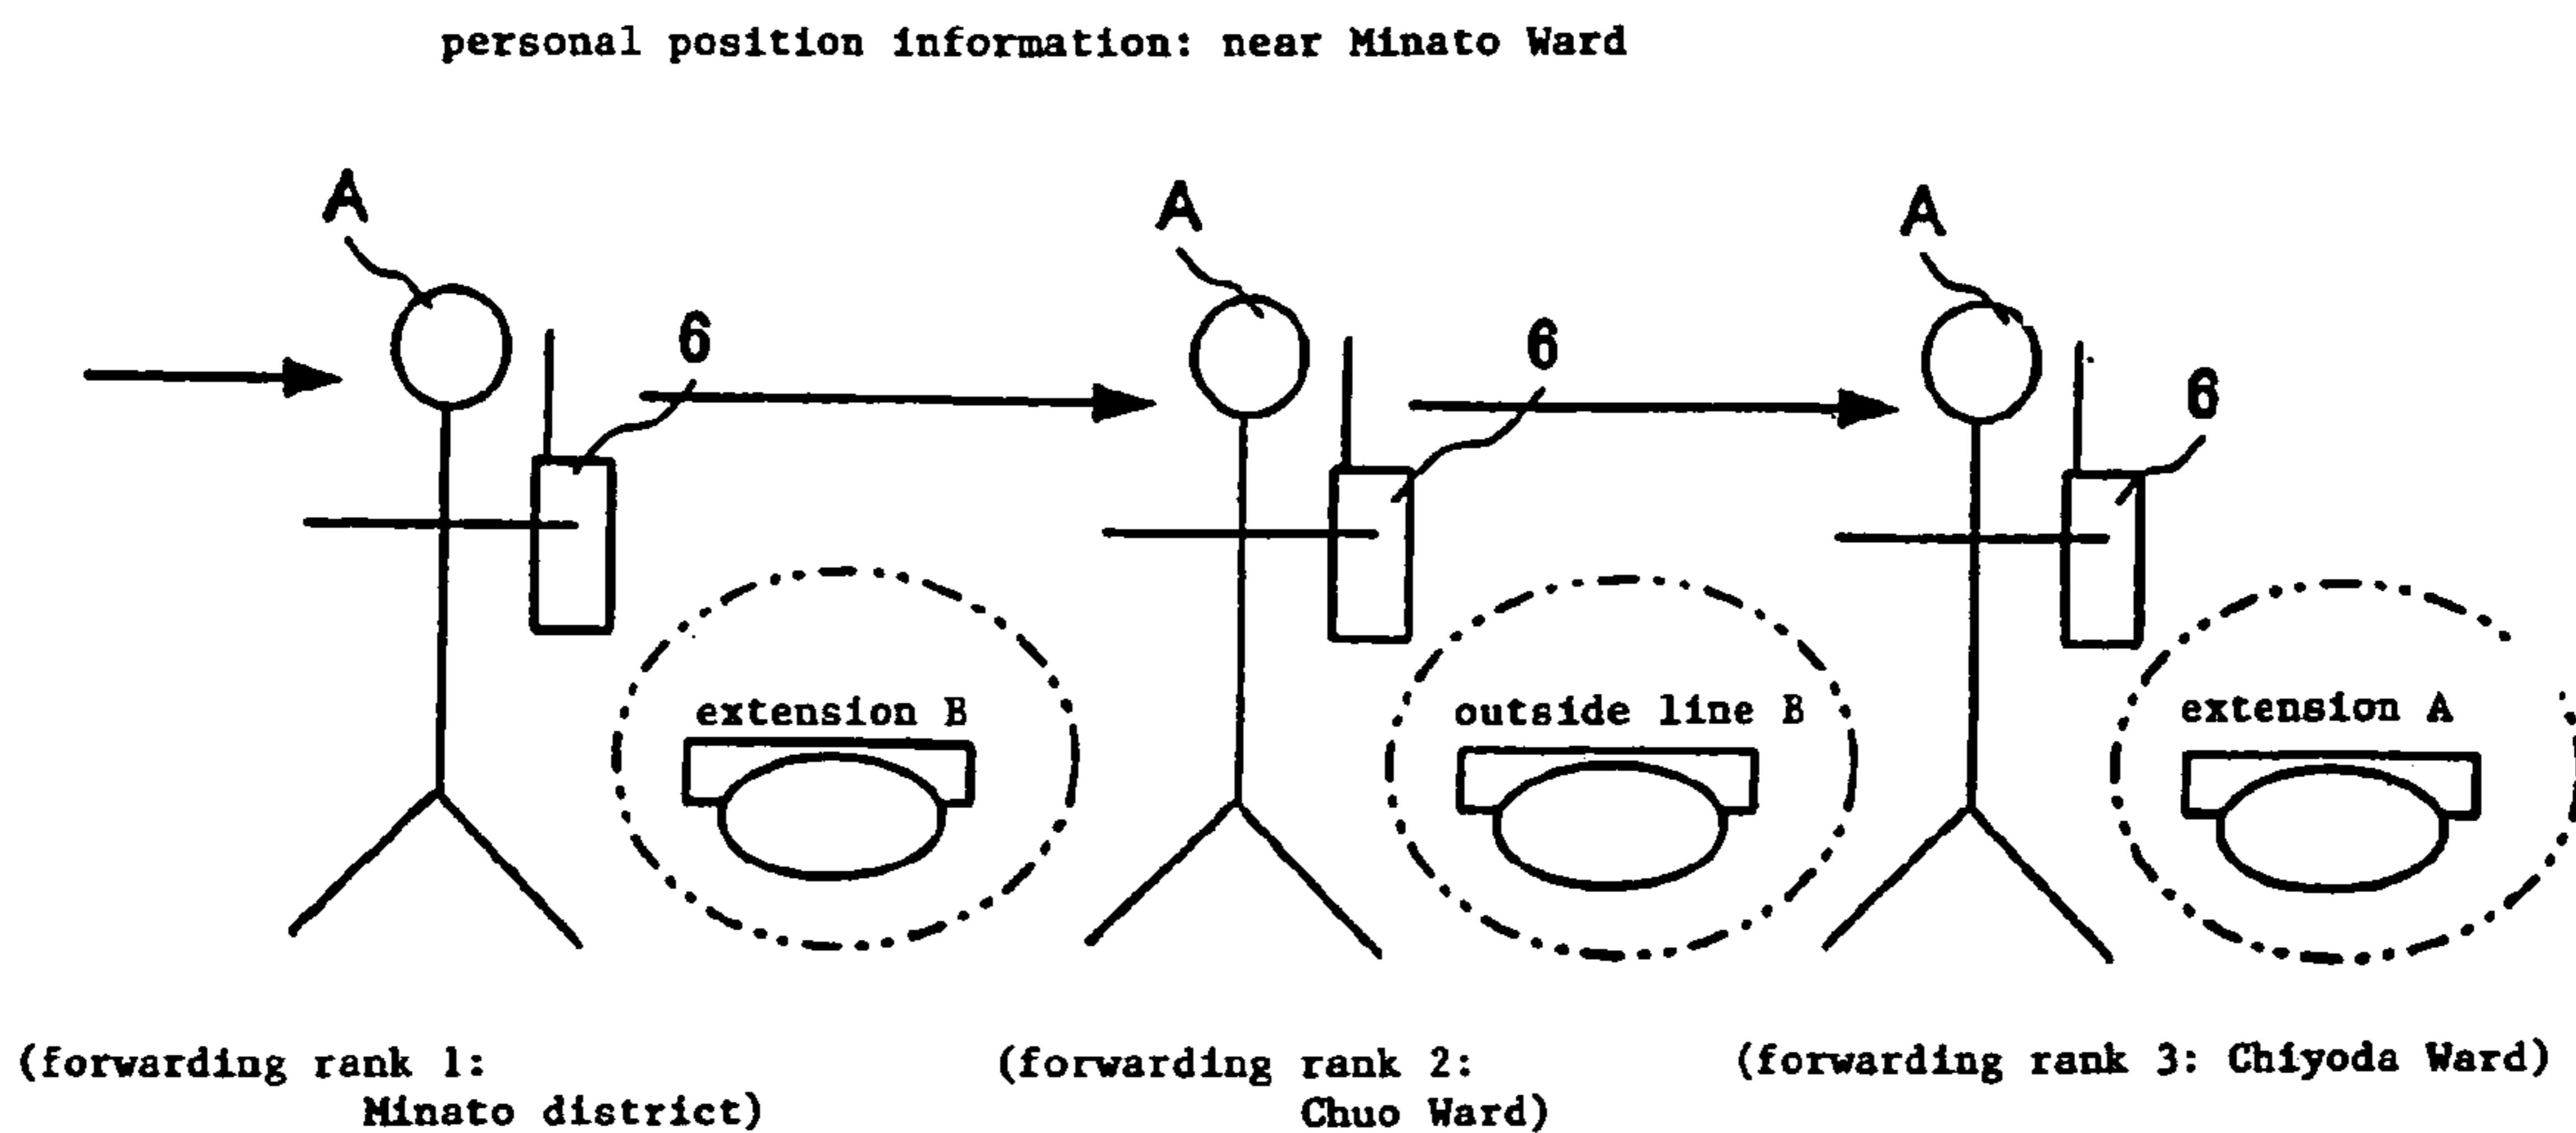 personal position information: near Minato Ward
A
A
A
6
6
6
extension B
outside line B
extension A
(forwarding rank 1:
Minato district)
(forwarding rank 2:
Chuo Ward)
(forwarding rank 3: Chiyoda Ward)